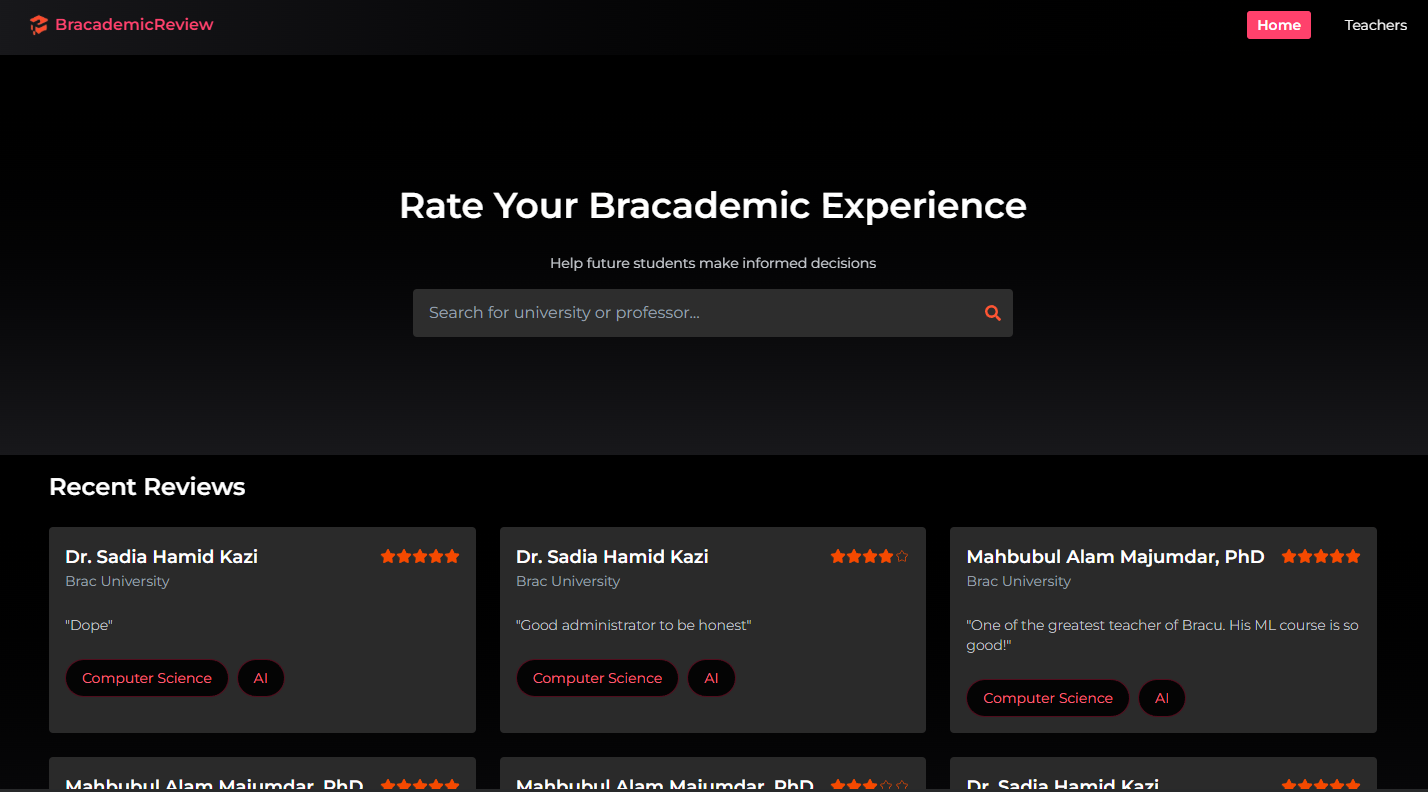 BracademicReview
Home
Teachers
Rate Your Bracademic Experience
Help future students make informed decisions
Search for university or professor...
Recent Reviews
Dr. Sadia Hamid Kazi
Brac University
"Dope"
Computer Science
AI
Dr. Sadia Hamid Kazi
Brac University
"Good administrator to be honest"
Computer Science
AI
Mahbubul Alam Majumdar, PhD
Brac University
"One of the greatest teacher of Bracu. His ML course is so
good!"
Computer Science
AI
Mahbubul Alam Majumdar, PhD
Mahbubul Alam Majumdar, PhD
Dr. Sadia Hamid Kazi